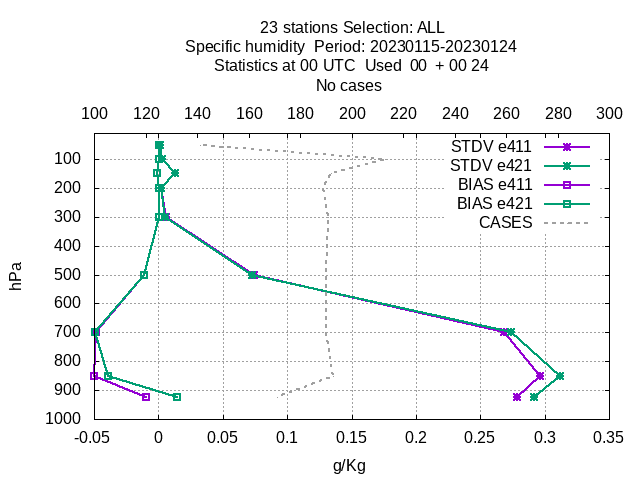 23 stations Selection: ALL
Specific humidity  Period: 20230115-20230124
Statistics at 00 UTC  Used  00  + 00 24
No cases
100 120 140 160 180 200 220 240 260 280 300
STDV e411
STDV e421
BIAS e411
BIAS e421
CASES
hPa
100
200
300
400
500
600
700
800
900
1000
-0.05 0 0.05 0.1 0.15 0.2 0.25 0.3 0.35
g/Kg